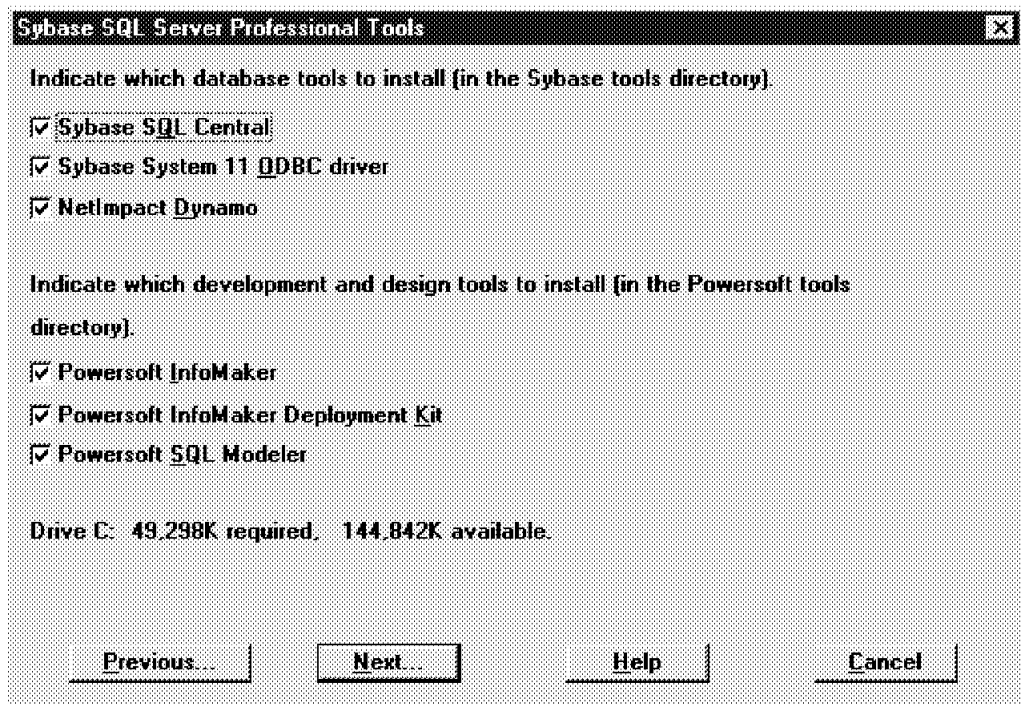 Sybase SQL Server Professional Tools
Indicate which database tools to install (in the Sybase tools directory).
Sybase SQL Central
Sybase System 11 ODBC driver
NetImpact Dynamo
Indicate which development and design tools to install (in the Powersoft tools
directory).
Powersoft InfoMaker
Powersoft InfoMaker Deployment Kit
Powersoft SQL Modeler
Drive C: 49,298K required, 144,842K available.
Previous... Next... Help Cancel